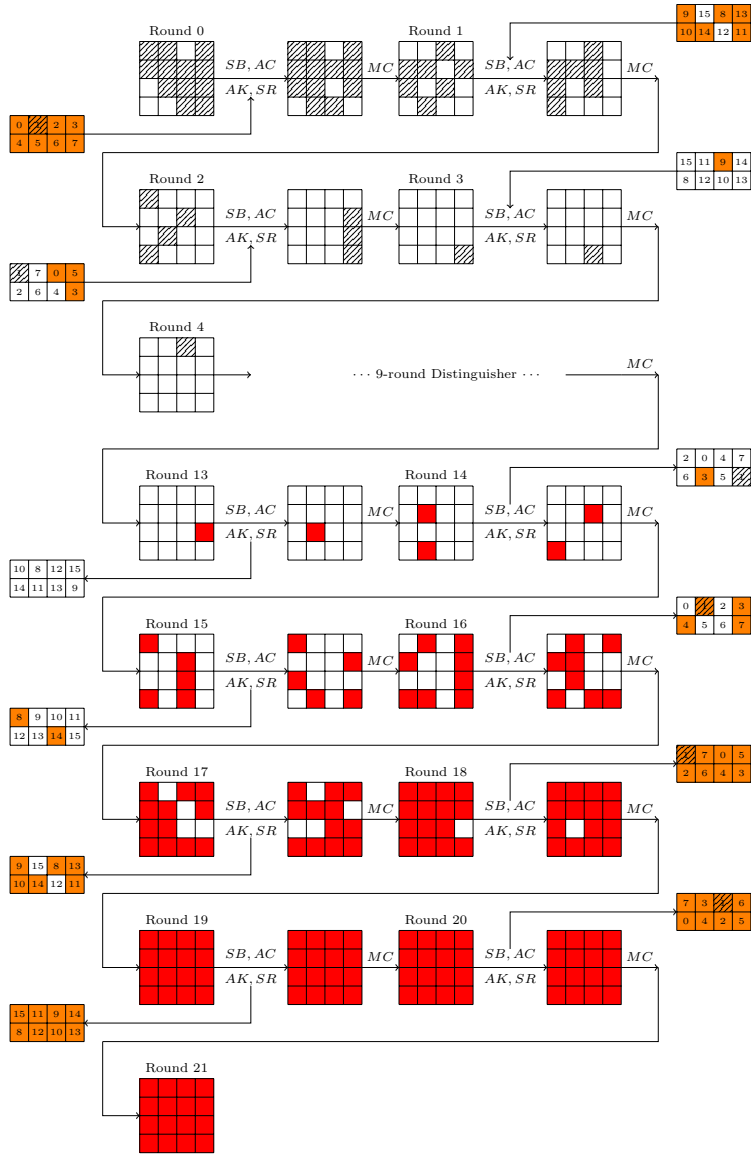 Round 0
Round 1
9 15 8 13
10 14 12 11
SB, AC
MC
SB, AC
MC
AK, SR
AK, SR
0 1 2 3
4 5 6 7
Round 2
Round 3
15 11 9 14
8 12 10 13
SB, AC
MC
SB, AC
MC
AK, SR
AK, SR
1 7 0 5
2 6 4 3
Round 4
··· 9-round Distinguisher ···
MC
Round 13
Round 14
2 0 4 7
6 3 5 1
SB, AC
MC
SB, AC
MC
AK, SR
AK, SR
10 8 12 15
14 11 13 9
Round 15
Round 16
0 1 2 3
4 5 6 7
SB, AC
MC
SB, AC
MC
AK, SR
AK, SR
8 9 10 11
12 13 14 15
Round 17
Round 18
1 7 0 5
2 6 4 3
SB, AC
MC
SB, AC
MC
AK, SR
AK, SR
9 15 8 13
10 14 12 11
Round 19
Round 20
7 3 1 6
0 4 2 5
SB, AC
MC
SB, AC
MC
AK, SR
AK, SR
15 11 9 14
8 12 10 13
Round 21